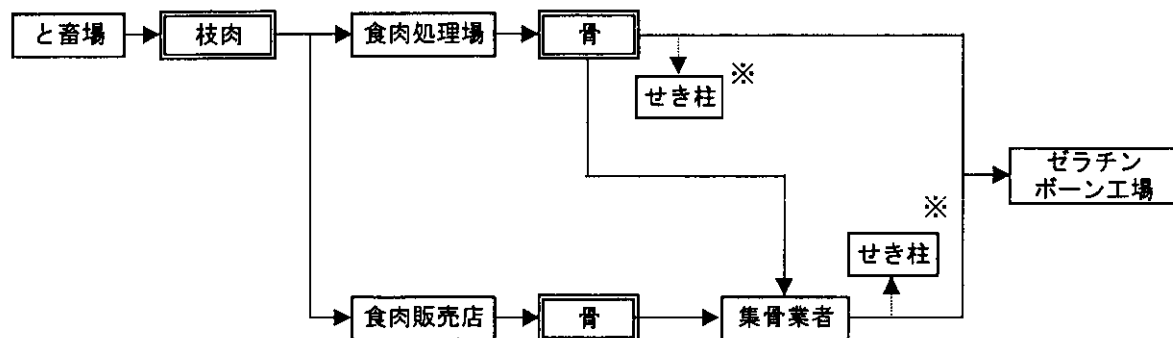 と畜場
枝肉
食肉処理場
骨
せき柱
※
ゼラチン
ボーン工場
※
せき柱
食肉販売店
骨
集骨業者